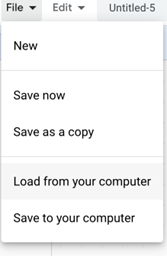 File Edit Untitled-5
New
Save now
Save as a copy
Load from your computer
Save to your computer